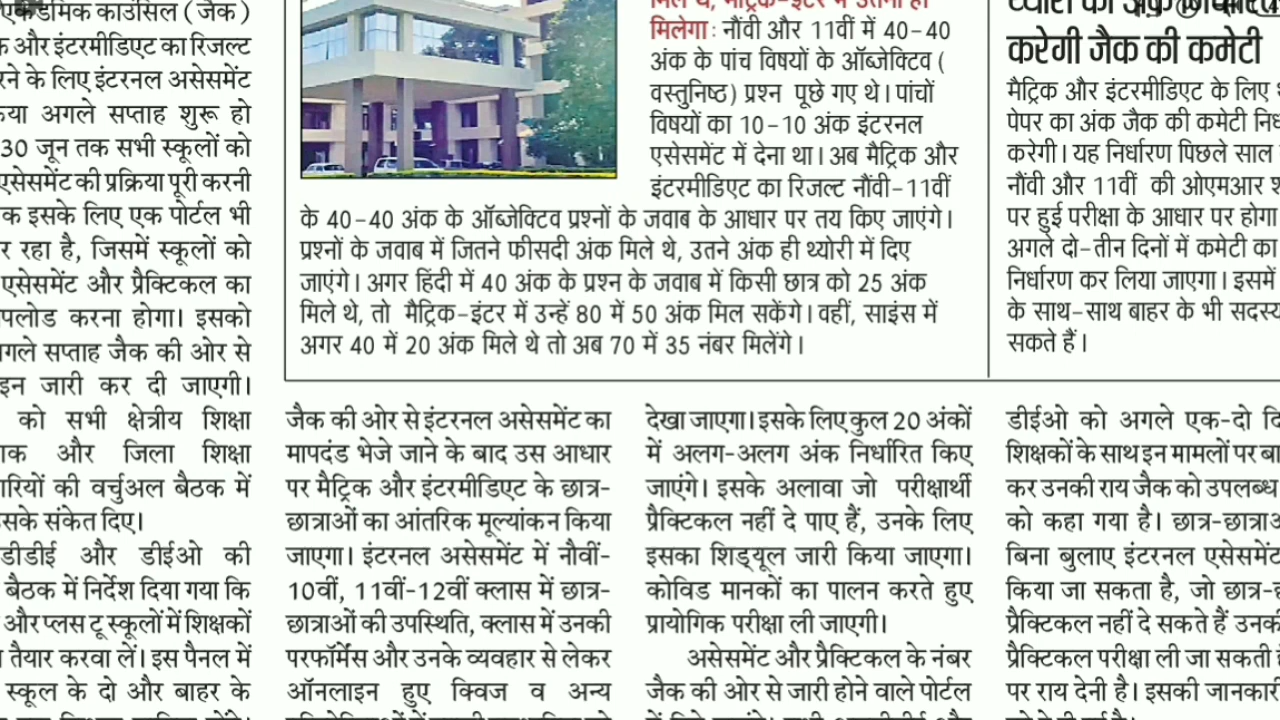 एकेडमिक काउंसिल ( जैक )
और इंटरमीडिएट का रिजल्ट
के लिए इंटरनल असेसमेंट
अगले सप्ताह शुरू हो
30 जून तक सभी स्कूलों को
एसेसमेंट की प्रक्रिया पूरी करनी
इसके लिए एक पोर्टल भी
रहा है, जिसमें स्कूलों को
एसेसमेंट और प्रैक्टिकल का
करना होगा। इसको
सप्ताह जैक की ओर से
जारी कर दी जाएगी।
को सभी क्षेत्रीय शिक्षा
और जिला शिक्षा
की वर्चुअल बैठक में
संकेत दिए।
और डीईओ की
बैठक में निर्देश दिया गया कि
और प्लस टू स्कूलों में शिक्षकों
तैयार करवा लें। इस पैनल में
स्कूल के दो और बाहर के
मिलेगा : नौंवी और 11वीं में 40-40
अंक के पांच विषयों के ऑब्जेक्टिव (
वस्तुनिष्ठ) प्रश्न पूछे गए थे। पांचों
विषयों का 10-10 अंक इंटरनल
एसेसमेंट में देना था। अब मैट्रिक और
इंटरमीडिएट का रिजल्ट नौंवी-11वीं
के 40-40 अंक के ऑब्जेक्टिव प्रश्नों के जवाब के आधार पर तय किए जाएंगे।
प्रश्नों के जवाब में जितने फीसदी अंक मिले थे, उतने अंक ही थ्योरी में दिए
जाएंगे। अगर हिंदी में 40 अंक के प्रश्न के जवाब में किसी छात्र को 25 अंक
मिले थे, तो मैट्रिक-इंटर में उन्हें 80 में 50 अंक मिल सकेंगे। वहीं, साइंस में
अगर 40 में 20 अंक मिले थे तो अब 70 में 35 नंबर मिलेंगे।
करेगी जैक की कमेटी
मैट्रिक और इंटरमीडिएट के लिए
पेपर का अंक जैक की कमेटी
करेगी। यह निर्धारण पिछले साल
नौंवी और 11वीं की ओएमआर
पर हुई परीक्षा के आधार पर होगा
अगले दो-तीन दिनों में कमेटी का
निर्धारण कर लिया जाएगा। इसमें
के साथ-साथ बाहर के भी
सकते हैं।
जैक की ओर से इंटरनल असेसमेंट का
मापदंड भेजे जाने के बाद उस आधार
पर मैट्रिक और इंटरमीडिएट के छात्र-
छात्राओं का आंतरिक मूल्यांकन किया
जाएगा। इंटरनल असेसमेंट में नौवीं-
10वीं, 11वीं-12वीं क्लास में छात्र-
छात्राओं की उपस्थिति, क्लास में उनकी
परफॉर्मेंस और उनके व्यवहार से लेकर
ऑनलाइन हुए क्विज व अन्य
देखा जाएगा। इसके लिए कुल 20 अंकों
में अलग-अलग अंक निर्धारित किए
जाएंगे। इसके अलावा जो परीक्षार्थी
प्रैक्टिकल नहीं दे पाए हैं, उनके लिए
इसका शिड्यूल जारी किया जाएगा।
कोविड मानकों का पालन करते हुए
प्रायोगिक परीक्षा ली जाएगी।
असेसमेंट और प्रैक्टिकल के नंबर
जैक की ओर से जारी होने वाले पोर्टल
डीईओ को अगले एक-दो
शिक्षकों के साथ इन मामलों पर
कर उनकी राय जैक को उपलब्ध
को कहा गया है।
बिना बुलाए इंटरनल एसेसमेंट
किया जा सकता है, जो
प्रैक्टिकल नहीं दे सकते हैं
प्रैक्टिकल परीक्षा ली जा सकती
पर राय देनी है। इसकी